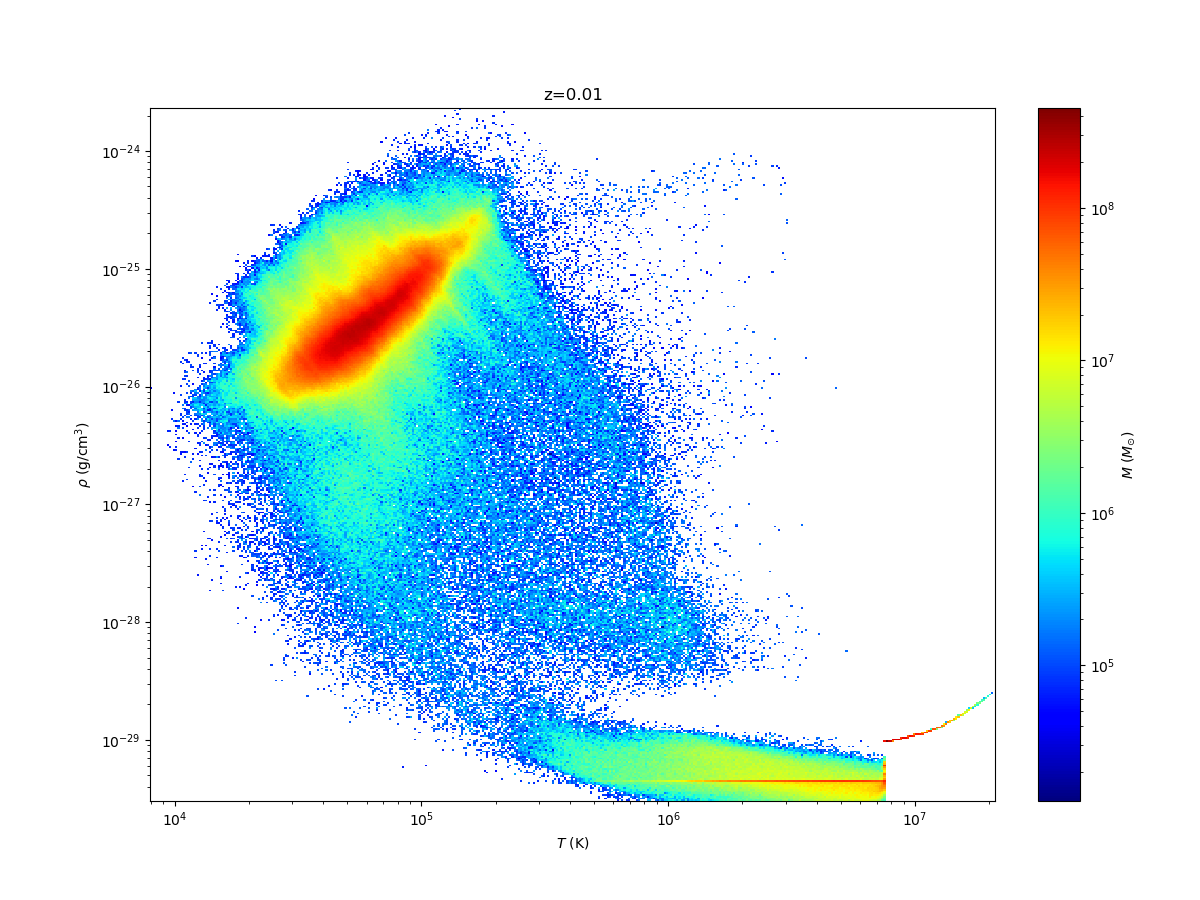 z=0.01
10⁻²⁴
10⁻²⁵
10⁻²⁶
10⁻²⁷
10⁻²⁸
10⁻²⁹
ρ (g/cm³)
10⁴ 10⁵ 10⁶ 10⁷
T (K)
10⁸
10⁷
10⁶
10⁵
M (M⊙)